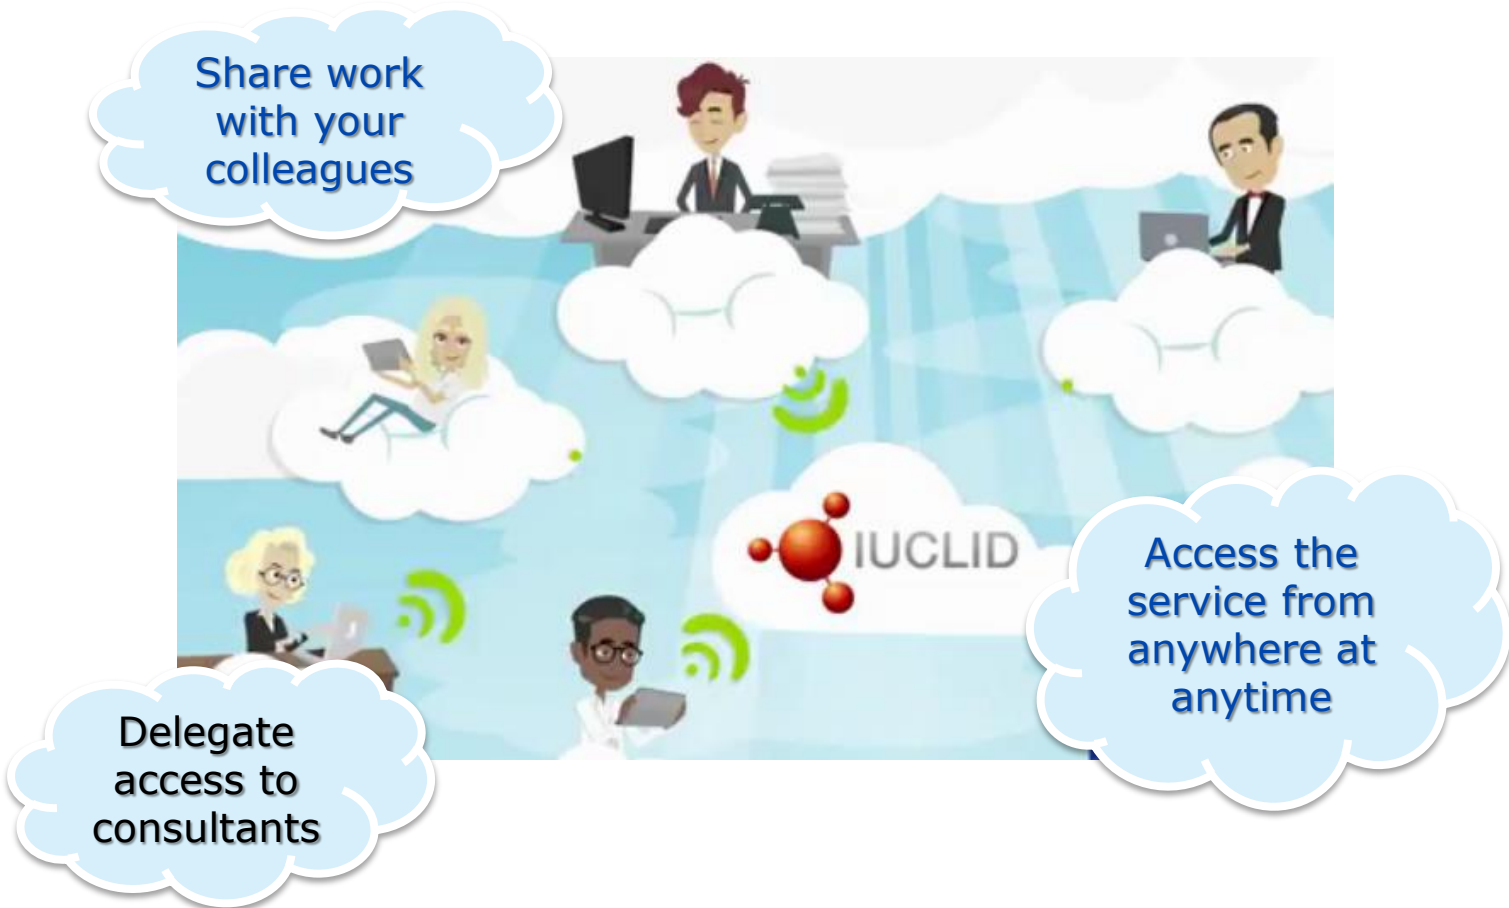 Share work
with your
colleagues
IUCLID
Access the
service from
anywhere at
anytime
Delegate
access to
consultants